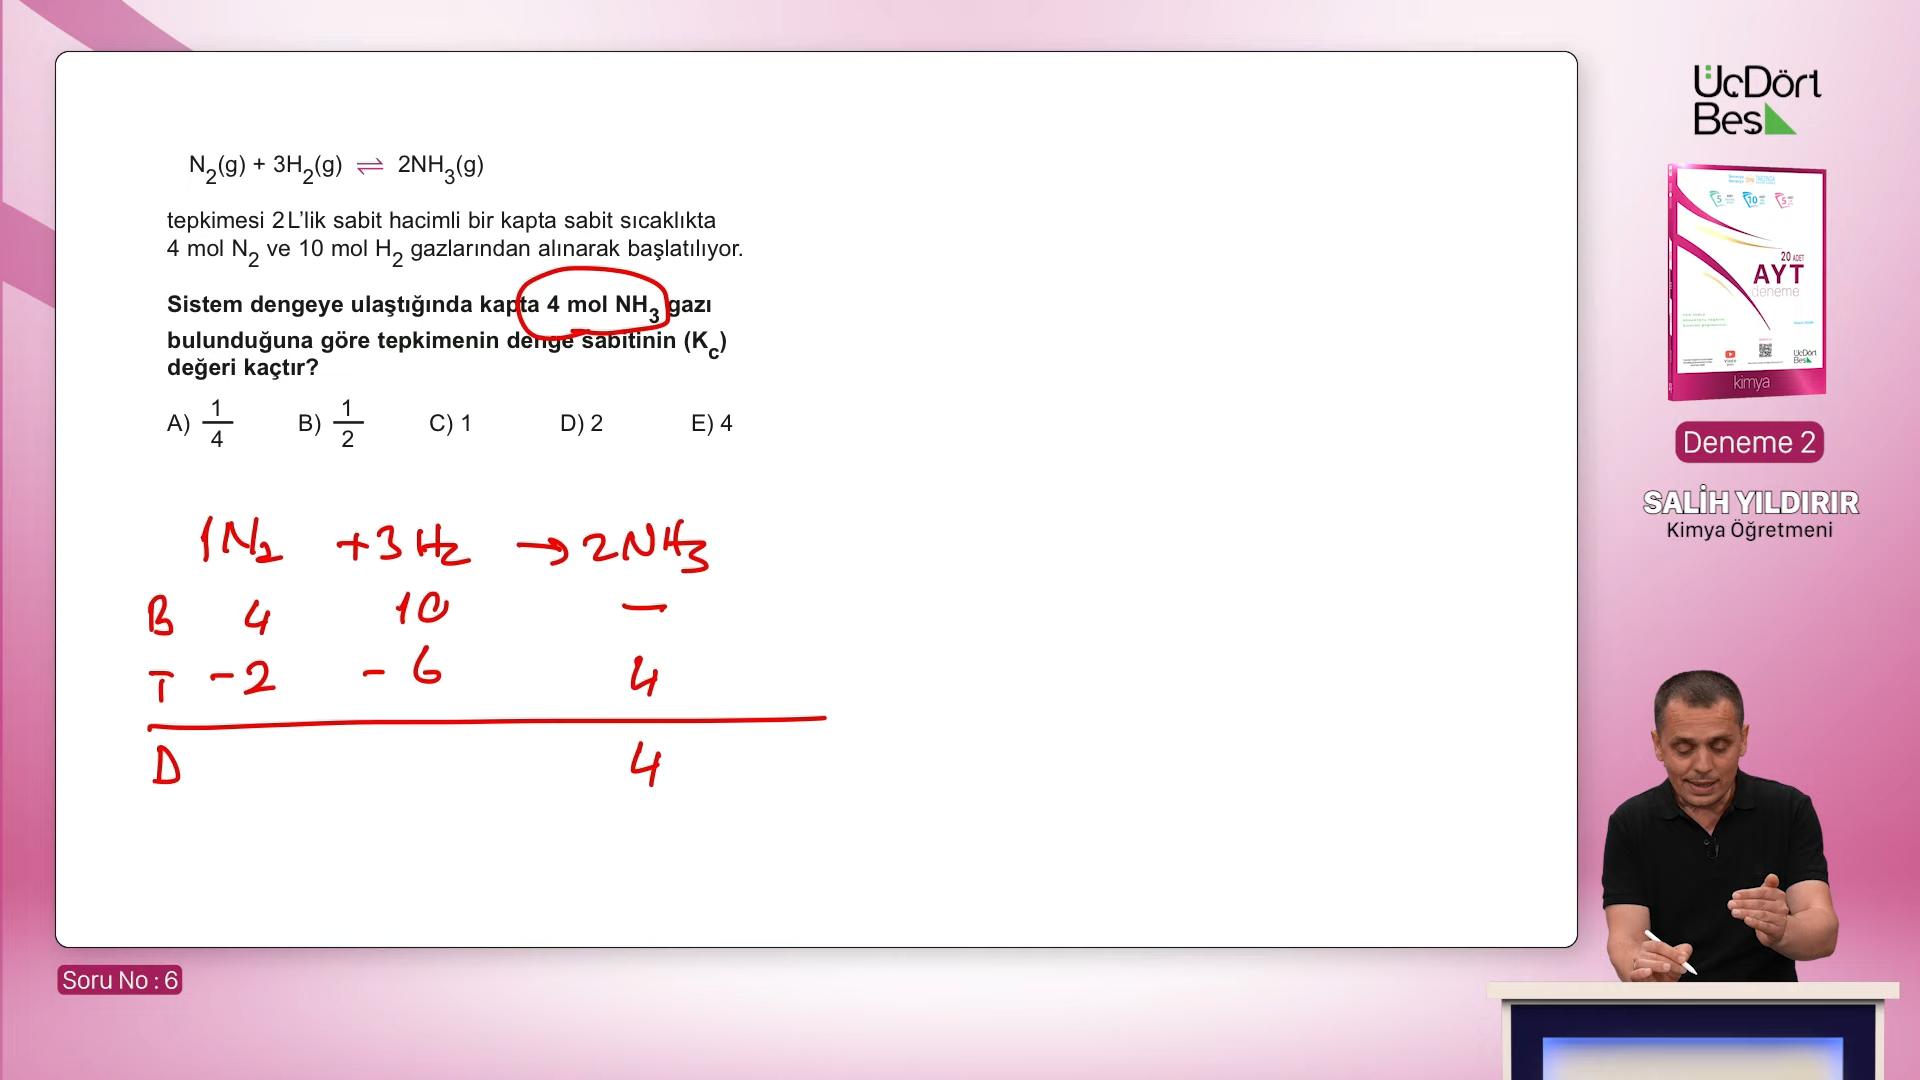 N2(g) + 3H2(g) ⇌ 2NH3(g)
tepkimesi 2 L'lik sabit hacimli bir kapta sabit sıcaklıkta
4 mol N2 ve 10 mol H2 gazlarından alınarak başlatılıyor.
Sistem dengeye ulaştığında kapta 4 mol NH3 gazı
bulunduğuna göre tepkimenin denge sabitinin (Kc)
değeri kaçtır?
A) 1/4 B) 1/2 C) 1 D) 2 E) 4
1N2 + 3H2 → 2NH3
B 4 10 —
T -2 - 6 4
D 4
Soru No : 6
ÜçDört
Beş
20 ADET
AYT
deneme
ÜçDört
Beş
kimya
Deneme 2
SALİH YILDIRIR
Kimya Öğretmeni